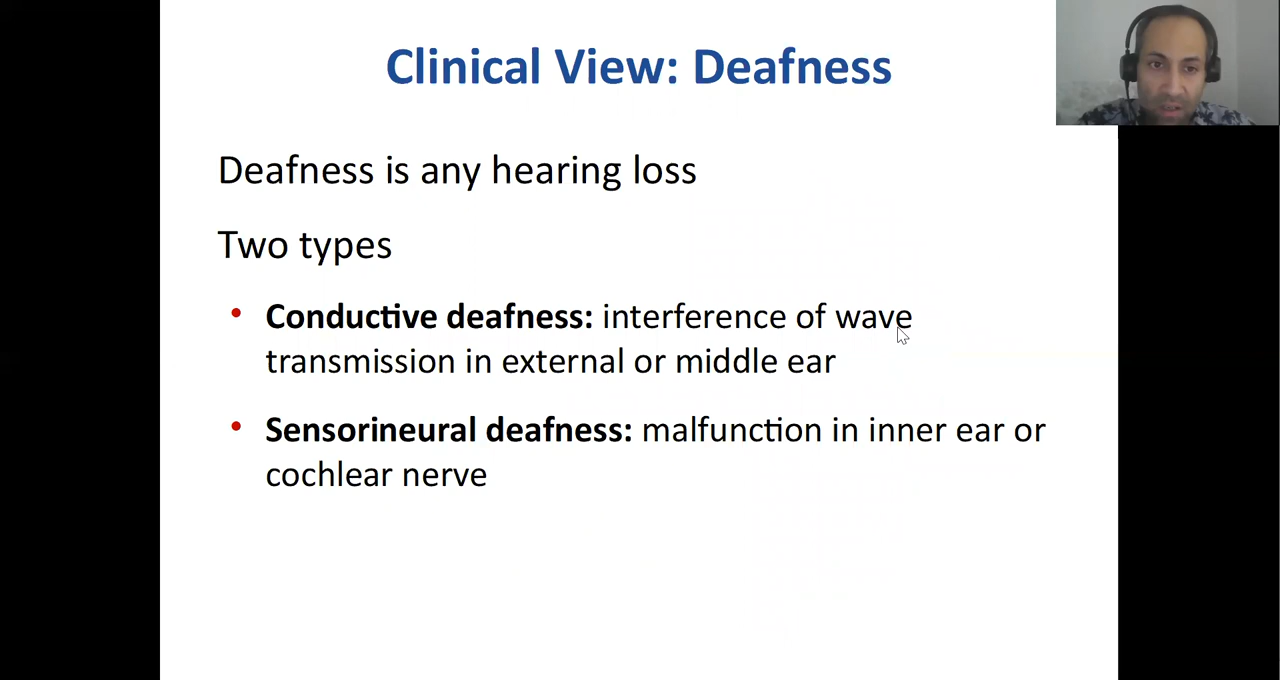 Clinical View: Deafness
Deafness is any hearing loss
Two types
• Conductive deafness: interference of wave
transmission in external or middle ear
• Sensorineural deafness: malfunction in inner ear or
cochlear nerve